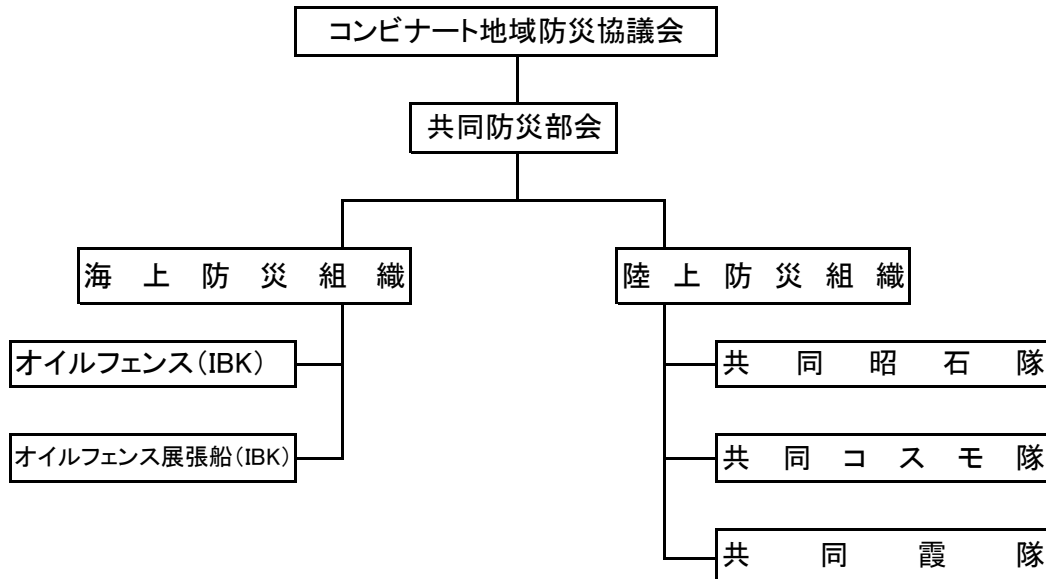 コンビナート地域防災協議会
共同防災部会
海上防災組織
陸上防災組織
オイルフェンス(IBK)
共同昭石隊
オイルフェンス展張船(IBK)
共同コスモ隊
共同霞隊